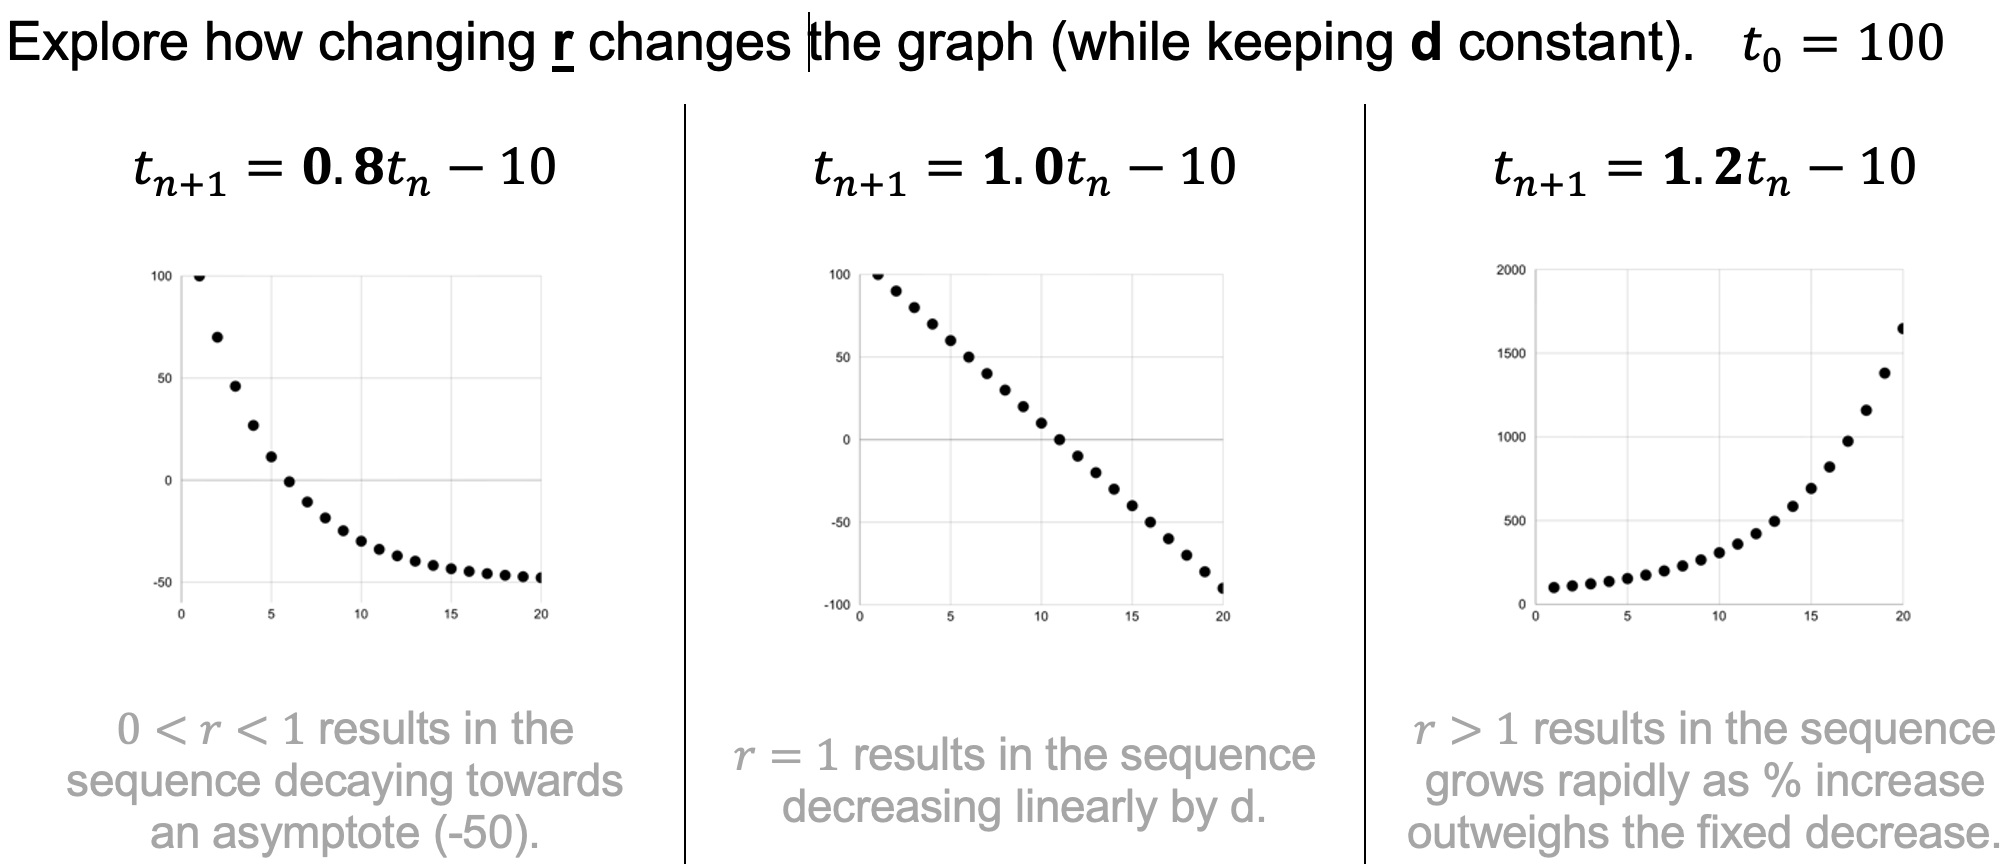 Explore how changing r changes the graph (while keeping d constant). t₀ = 100
tₙ₊₁ = 0.8tₙ − 10
100
50
0
-50
0 5 10 15 20
0 < r < 1 results in the
sequence decaying towards
an asymptote (-50).
tₙ₊₁ = 1.0tₙ − 10
100
50
0
-50
-100
0 5 10 15 20
r = 1 results in the sequence
decreasing linearly by d.
tₙ₊₁ = 1.2tₙ − 10
2000
1500
1000
500
0
0 5 10 15 20
r > 1 results in the sequence
grows rapidly as % increase
outweighs the fixed decrease.